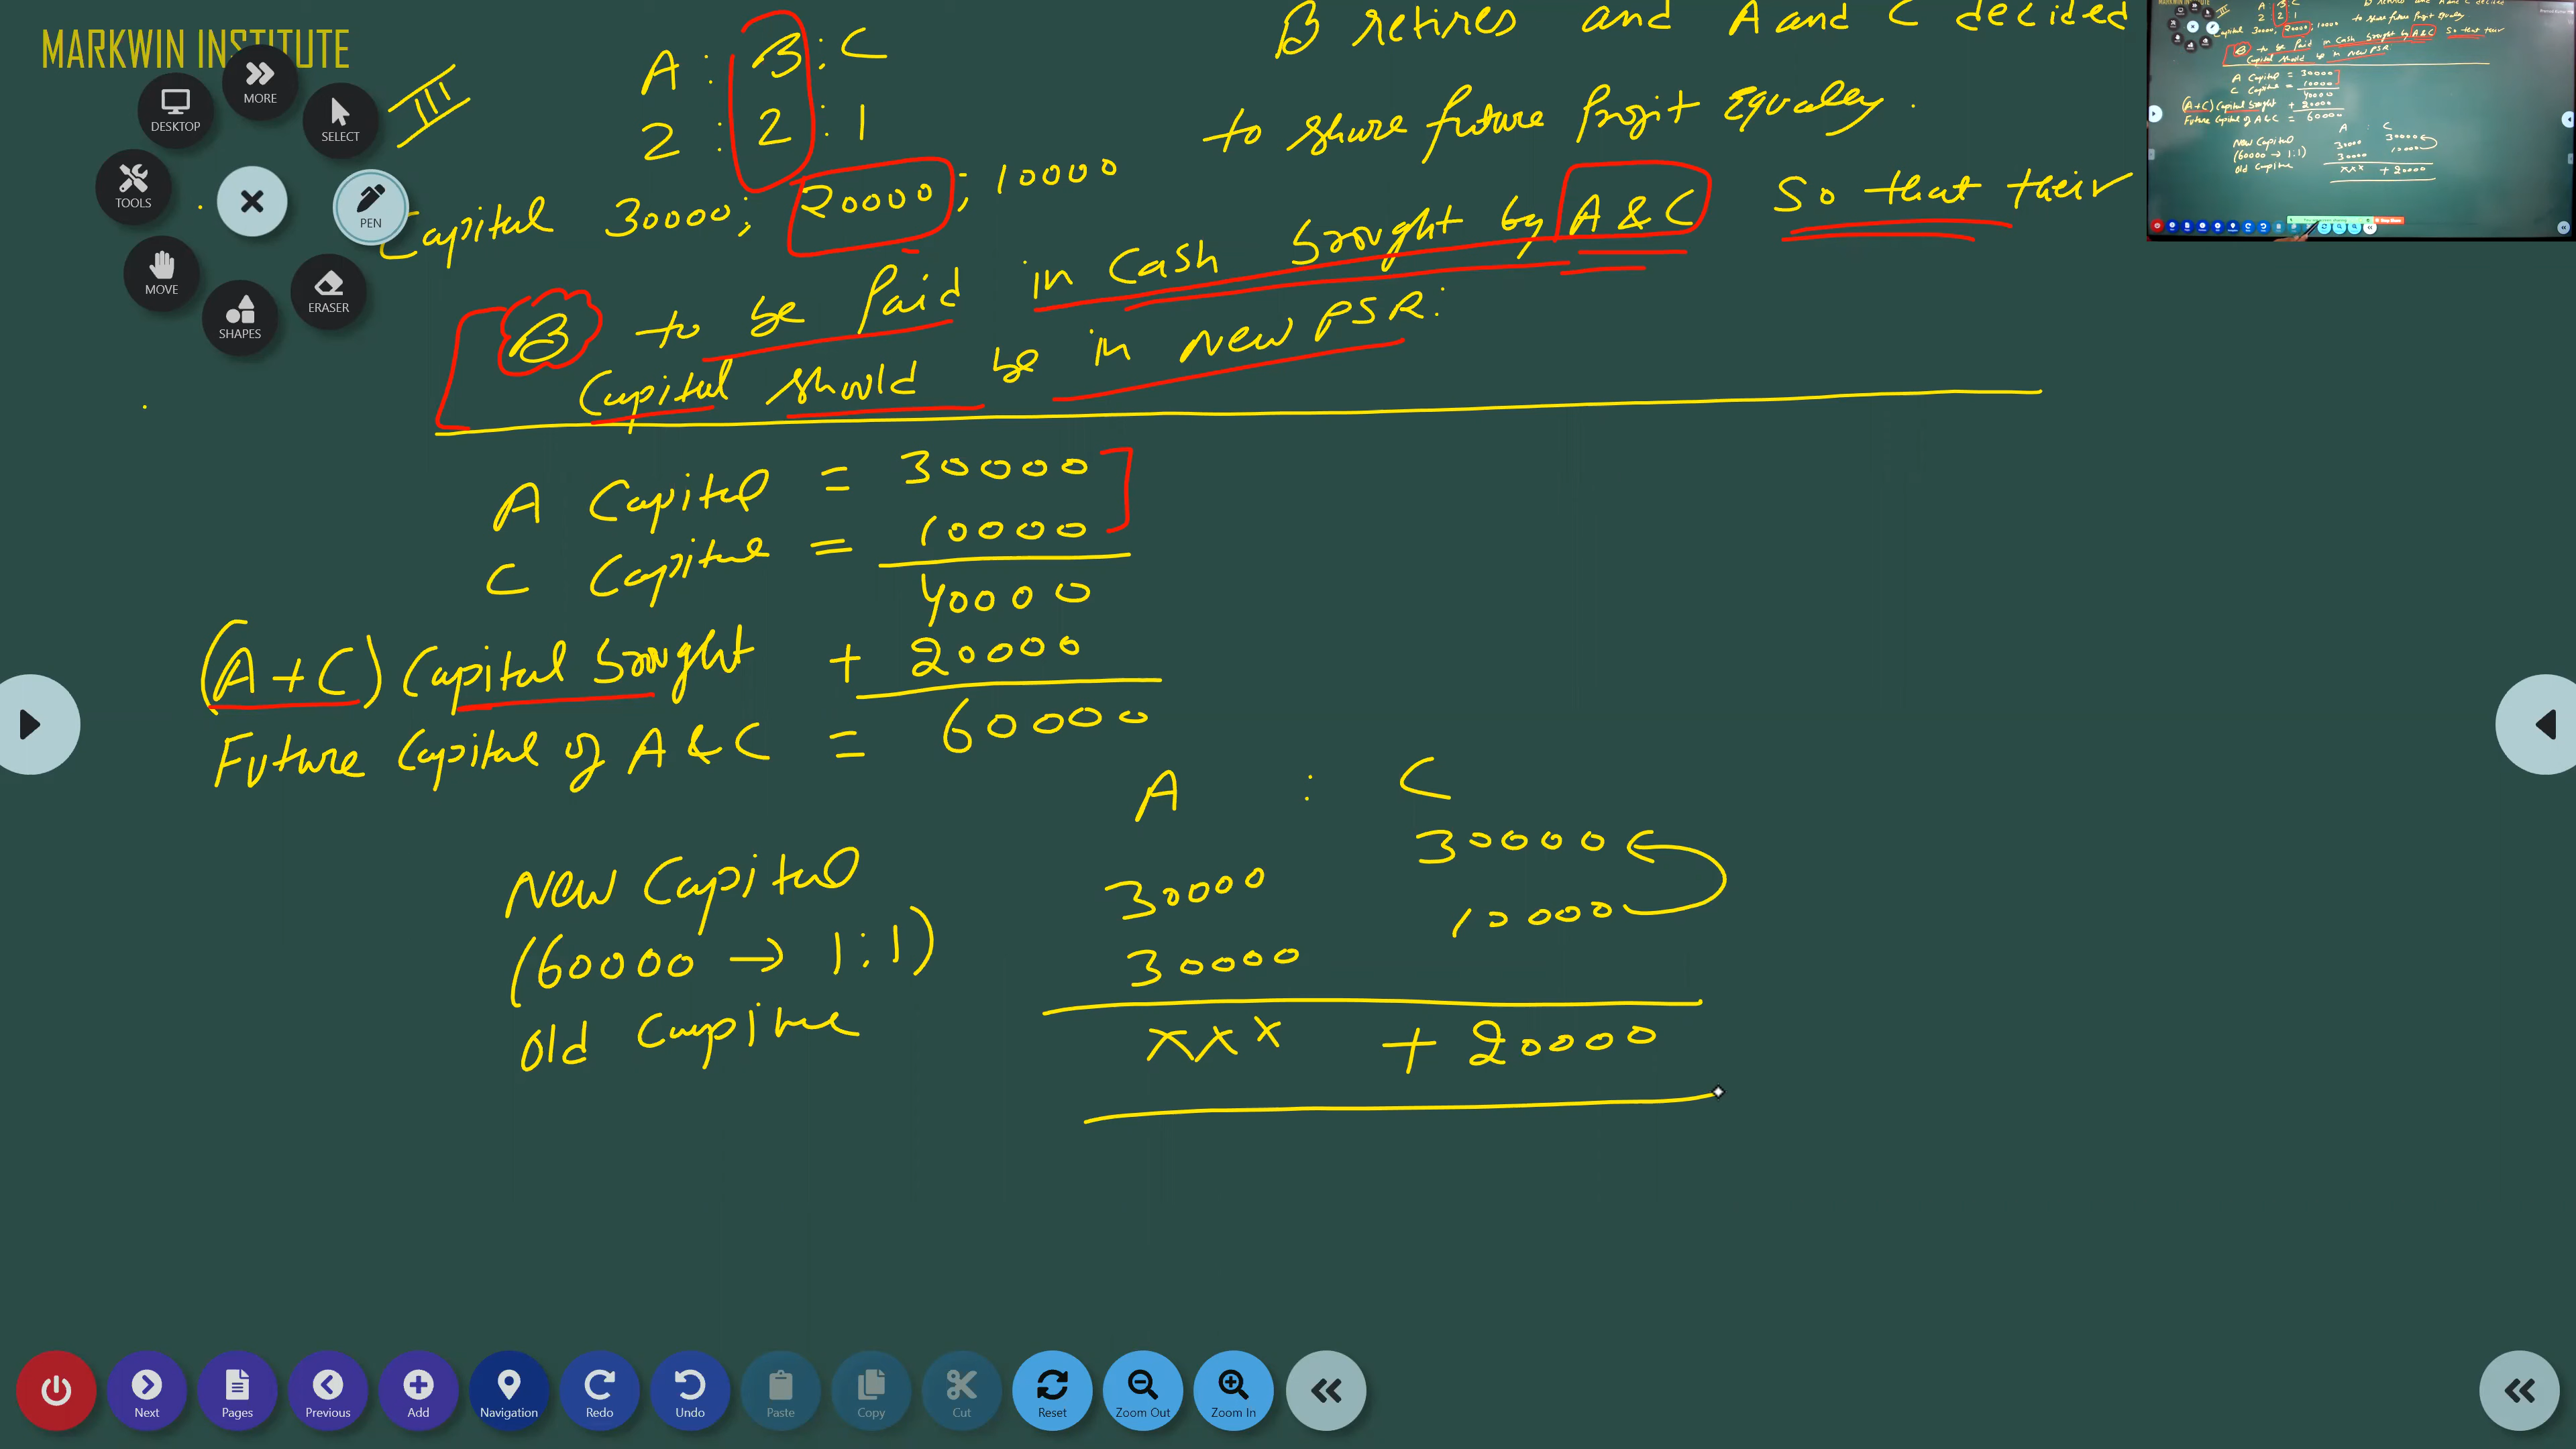 MARKWIN INSTITUTE
MORE
DESKTOP
SELECT
TOOLS
PEN
MOVE
ERASER
SHAPES
III
A : B : C
2 : 2 : 1
Capital 30000; 20000; 10000
B retires and A and C decided
to share future Profit Equaley.
B to be Paid in Cash brought by A & C So that their
Capital should be in New PSR.
A Capital = 30000
C Capital = 10000
40000
(A+C) Capital brought + 20000
Future Capital of A & C = 60000
A : C
New Capital 30000 30000
(60000 → 1:1) 30000 10000
Old Capital
xxx + 20000
Next
Pages
Previous
Add
Navigation
Redo
Undo
Paste
Copy
Cut
Reset
Zoom Out
Zoom In